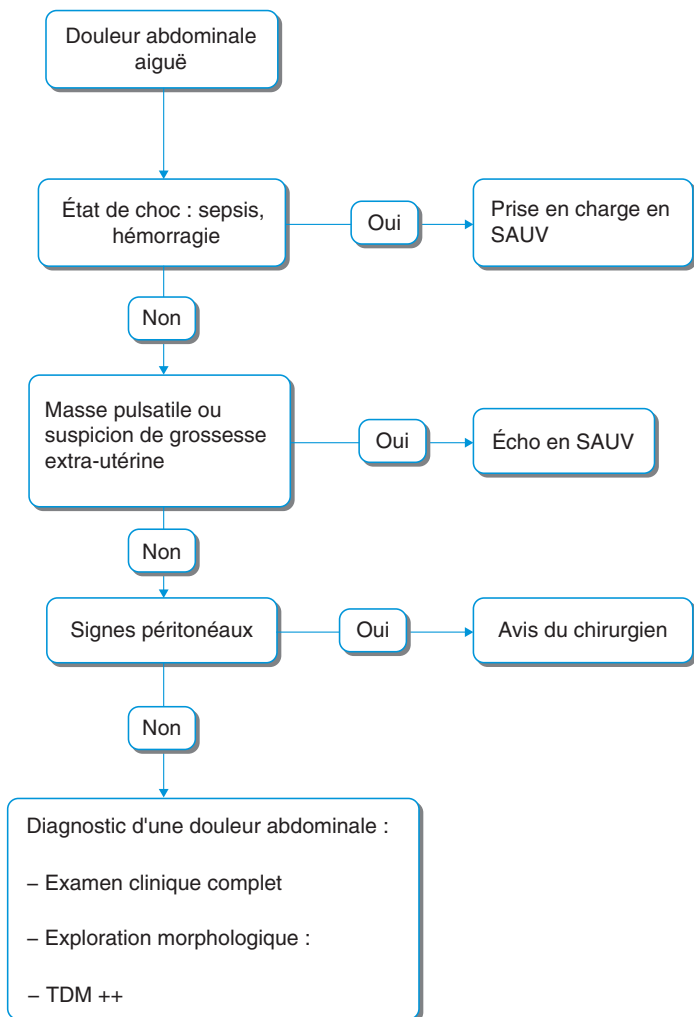 Douleur abdominale
aiguë
État de choc : sepsis,
hémorragie
Oui
Prise en charge en
SAUV
Non
Masse pulsatile ou
suspicion de grossesse
extra-utérine
Oui
Écho en SAUV
Non
Signes péritonéaux
Oui
Avis du chirurgien
Non
Diagnostic d'une douleur abdominale :
– Examen clinique complet
– Exploration morphologique :
– TDM ++